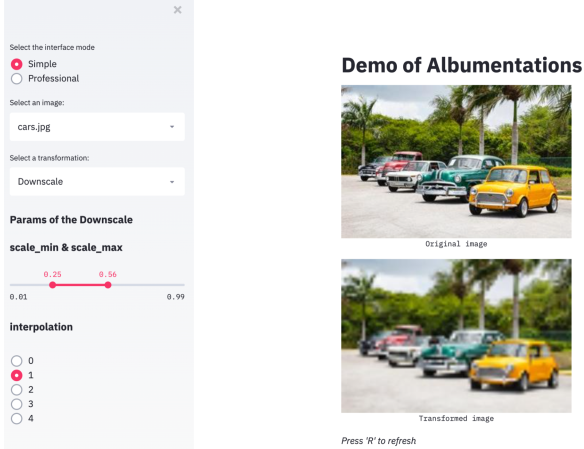 Select the interface mode
Simple
Professional
Select an image:
cars.jpg
Select a transformation:
Downscale
Params of the Downscale
scale_min & scale_max
0.25 0.56
0.01 0.99
interpolation
0
1
2
3
4
Demo of Albumentations
Original image
Transformed image
Press 'R' to refresh